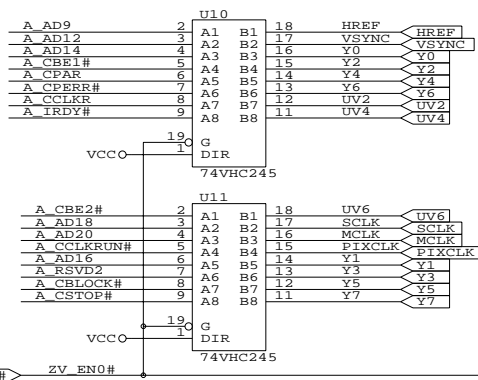 U10
A_AD9 2 A1 B1 18 HREF HREF
A_AD12 3 A2 B2 17 VSYNC VSYNC
A_AD14 4 A3 B3 16 Y0 Y0
A_CBE1# 5 A4 B4 15 Y2 Y2
A_CPAR 6 A5 B5 14 Y4 Y4
A_CPERR# 7 A6 B6 13 Y6 Y6
A_CCLKR 8 A7 B7 12 UV2 UV2
A_IRDY# 9 A8 B8 11 UV4 UV4
19 G
VCC 1 DIR
74VHC245
U11
A_CBE2# 2 A1 B1 18 UV6 UV6
A_AD18 3 A2 B2 17 SCLK SCLK
A_AD20 4 A3 B3 16 MCLK MCLK
A_CCLKRUN# 5 A4 B4 15 PIXCLK PIXCLK
A_AD16 6 A5 B5 14 Y1 Y1
A_RSVD2 7 A6 B6 13 Y3 Y3
A_CBLOCK# 8 A7 B7 12 Y5 Y5
A_CSTOP# 9 A8 B8 11 Y7 Y7
19 G
VCC 1 DIR
74VHC245
# ZV_EN0#